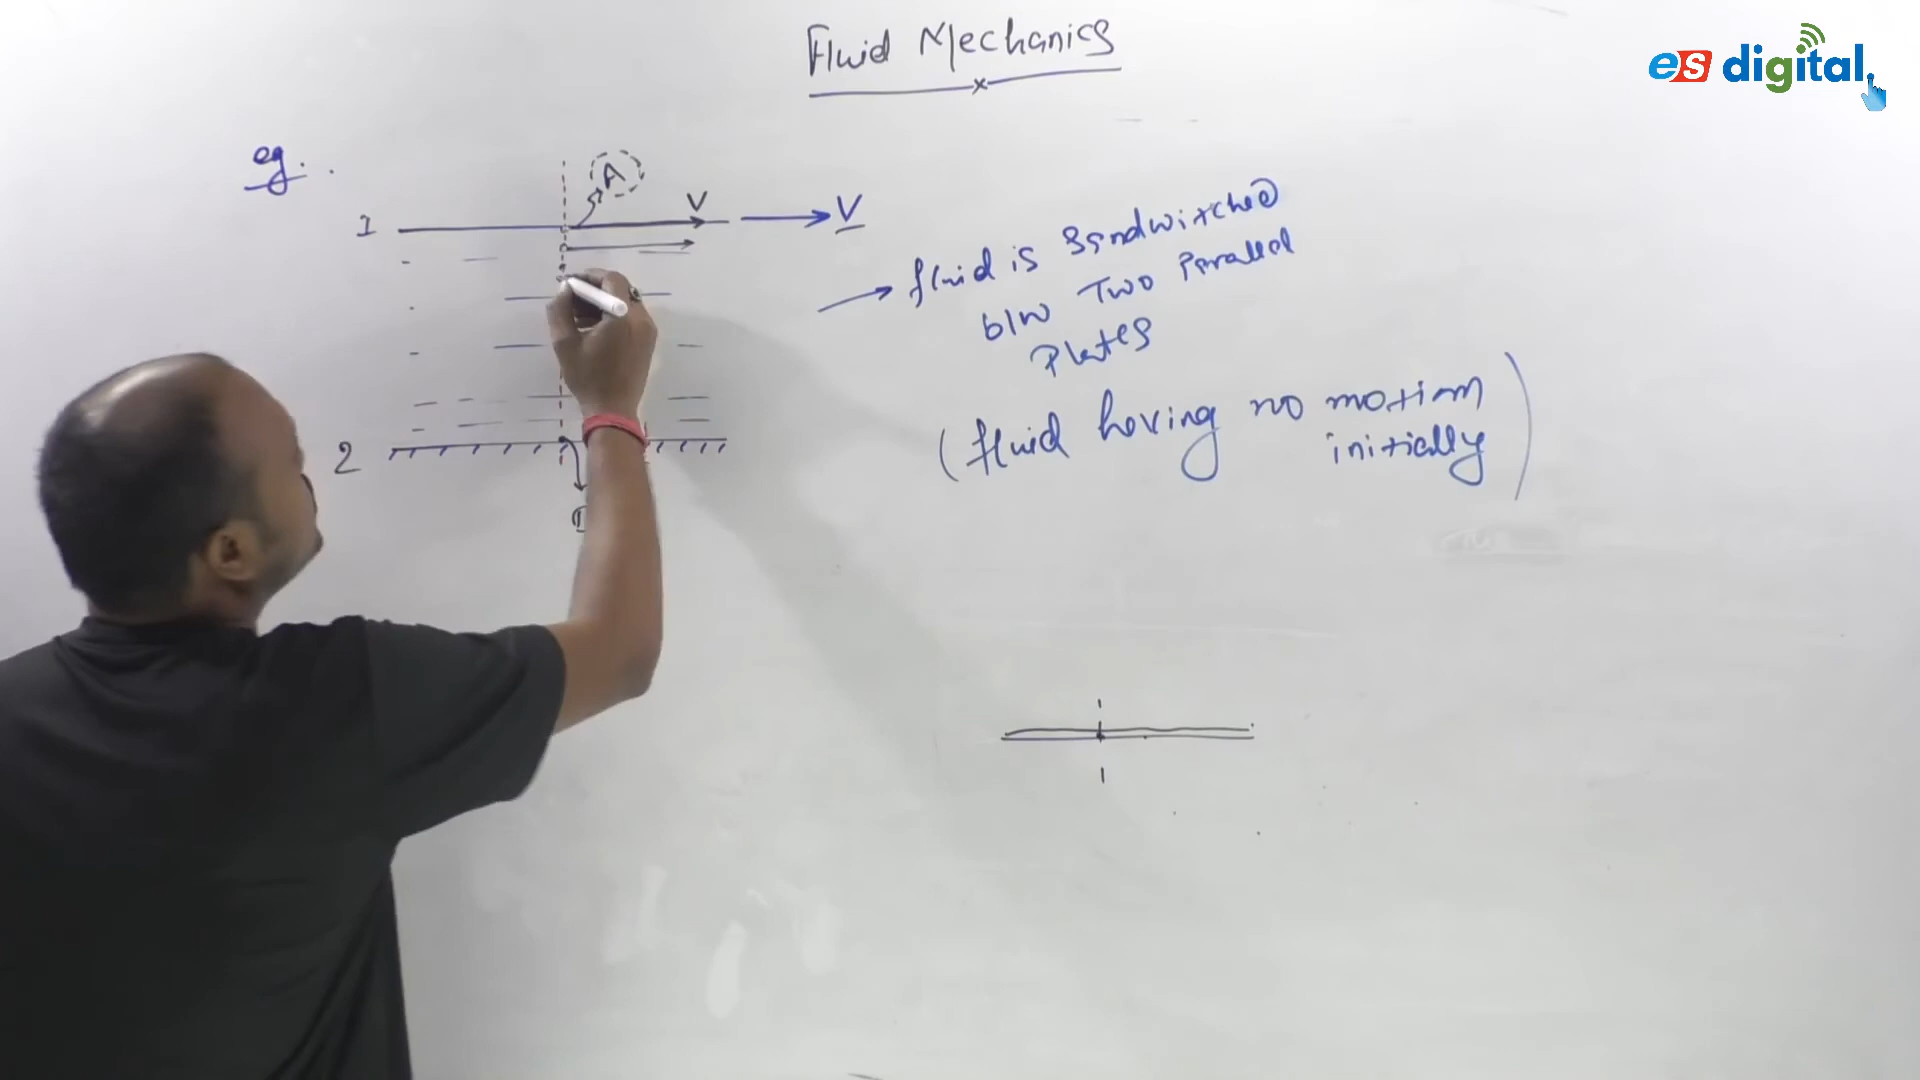 Fluid Mechanics
es digital
eg.
A
1
V
V
fluid is sandwitched
b/w Two Parallel
Plates
(fluid having no motion
initially)
2